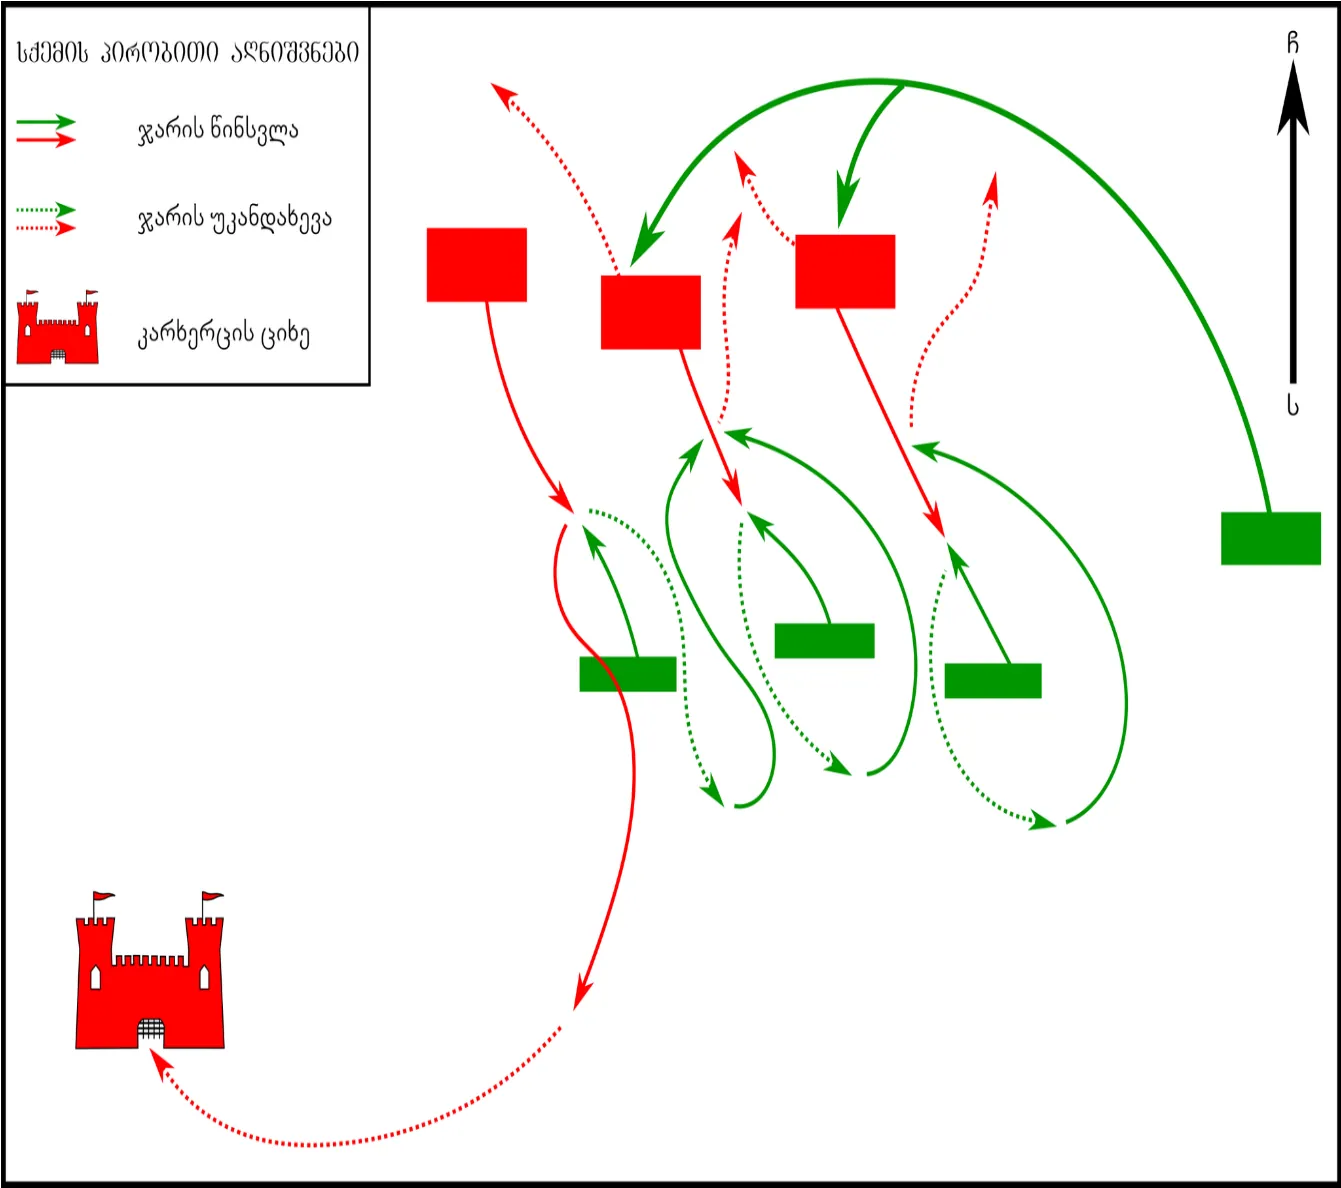 სქემის პირობითი აღნიშვნები
ჯარის წინსვლა
ჯარის უკანდახევა
კარხერცის ციხე
ჩ
ს